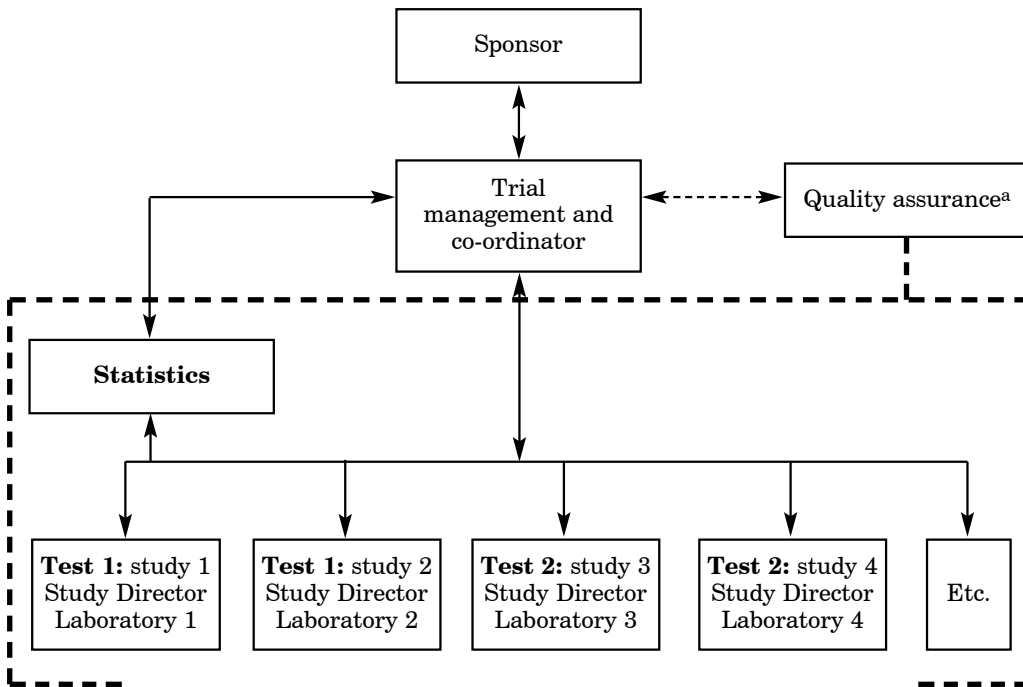 Sponsor
Trial
management and
co-ordinator
Quality assuranceᵃ
Statistics
Test 1: study 1
Study Director
Laboratory 1
Test 1: study 2
Study Director
Laboratory 2
Test 2: study 3
Study Director
Laboratory 3
Test 2: study 4
Study Director
Laboratory 4
Etc.